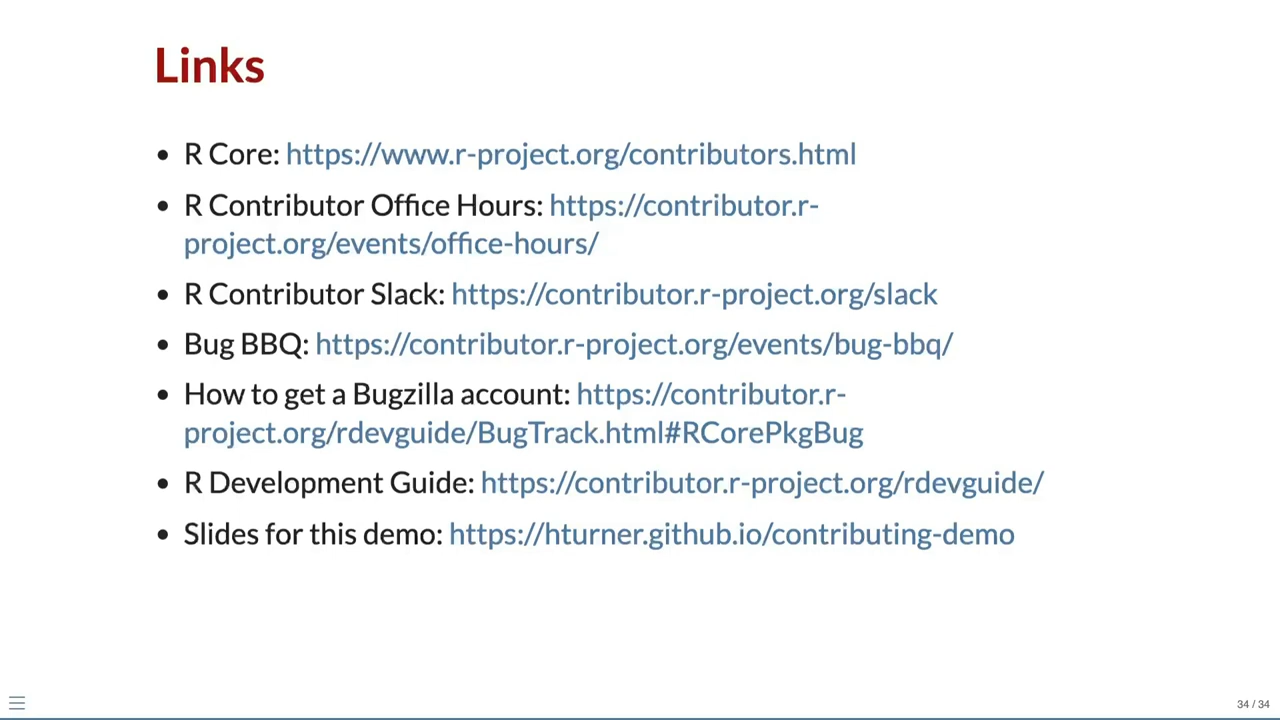 Links
• R Core: https://www.r-project.org/contributors.html
• R Contributor Office Hours: https://contributor.r-
project.org/events/office-hours/
• R Contributor Slack: https://contributor.r-project.org/slack
• Bug BBQ: https://contributor.r-project.org/events/bug-bbq/
• How to get a Bugzilla account: https://contributor.r-
project.org/rdevguide/BugTrack.html#RCorePkgBug
• R Development Guide: https://contributor.r-project.org/rdevguide/
• Slides for this demo: https://hturner.github.io/contributing-demo
34 / 34